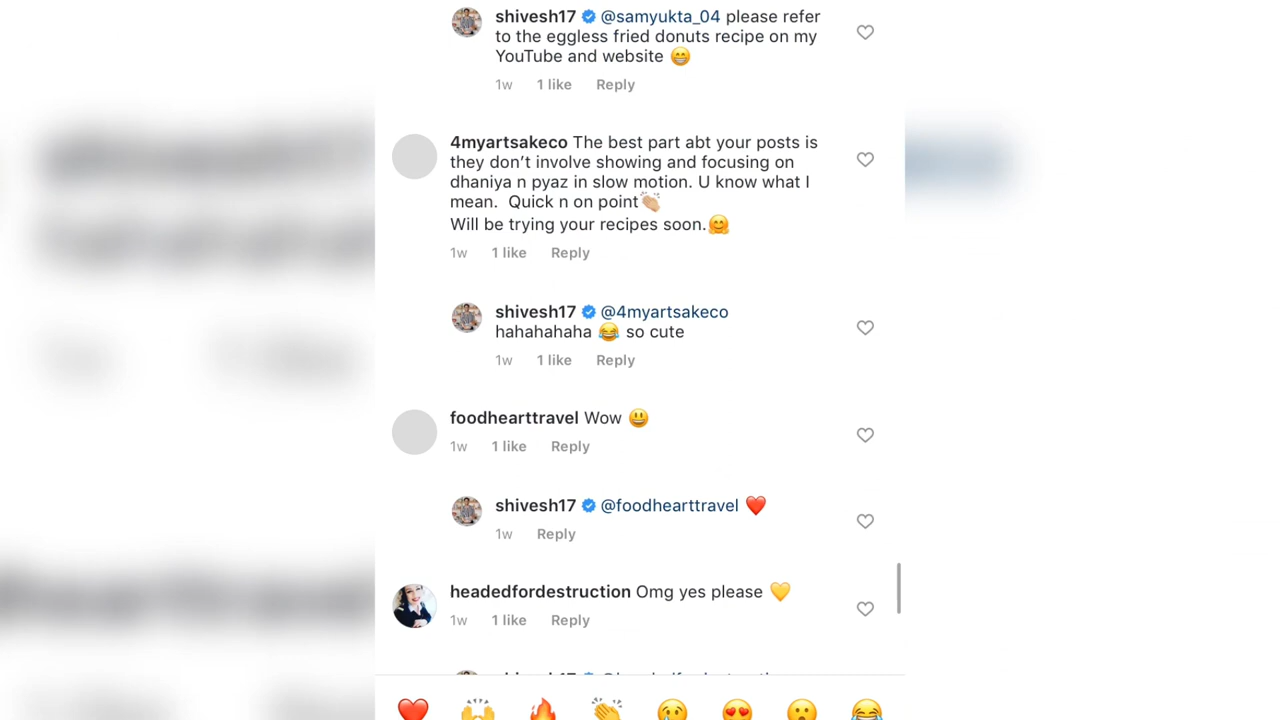 shivesh17 @samyukta_04 please refer
to the eggless fried donuts recipe on my
YouTube and website 😁
1w 1 like Reply
4myartsakeco The best part abt your posts is
they don’t involve showing and focusing on
dhaniya n pyaz in slow motion. U know what I
mean. Quick n on point👏🏼
Will be trying your recipes soon.🤗
1w 1 like Reply
shivesh17 @4myartsakeco
hahahahaha 😂 so cute
1w 1 like Reply
foodhearttravel Wow 😃
1w 1 like Reply
shivesh17 @foodhearttravel ❤️
1w Reply
headedfordestruction Omg yes please 💛
1w 1 like Reply